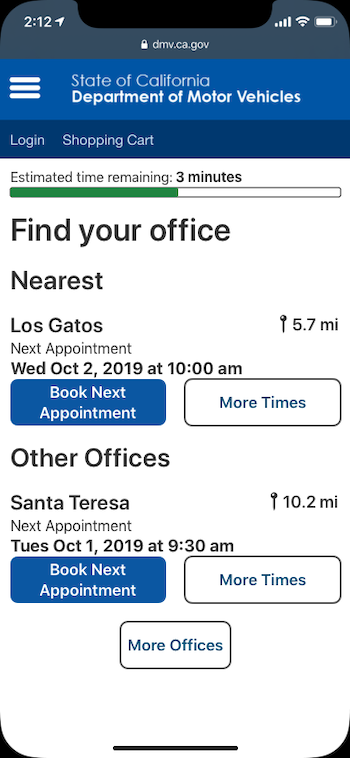 2:12
dmv.ca.gov
State of California
Department of Motor Vehicles
Login Shopping Cart
Estimated time remaining: 3 minutes
Find your office
Nearest
Los Gatos 5.7 mi
Next Appointment
Wed Oct 2, 2019 at 10:00 am
Book Next
Appointment
More Times
Other Offices
Santa Teresa 10.2 mi
Next Appointment
Tues Oct 1, 2019 at 9:30 am
Book Next
Appointment
More Times
More Offices